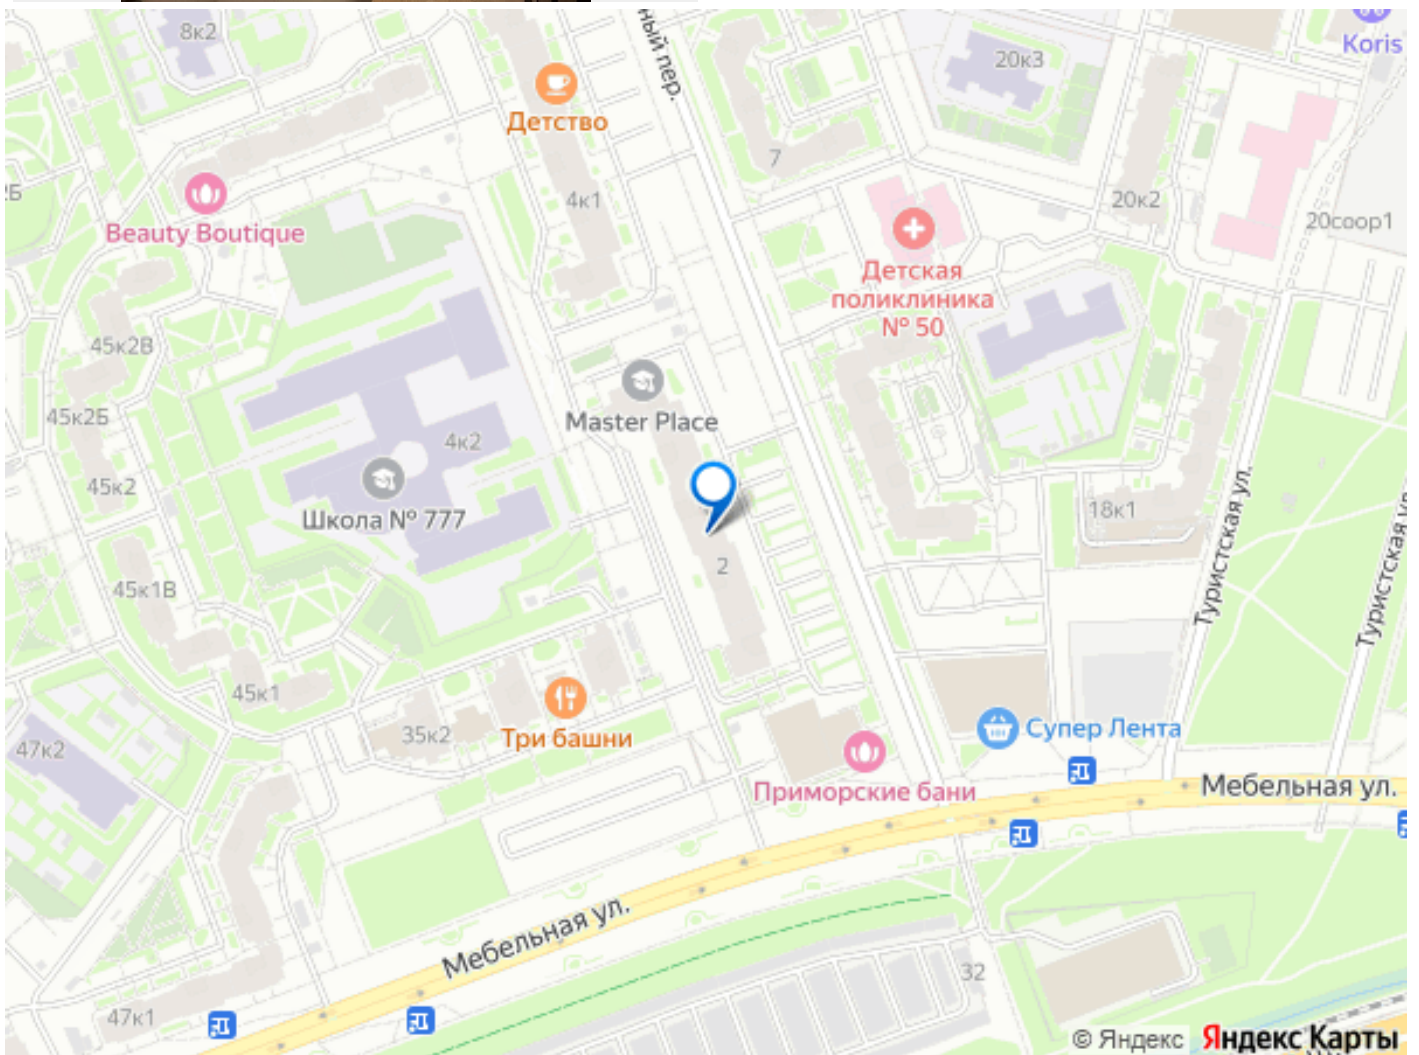 8к2
ный пер.
20к3
Koris
Детство
7
2Б
4к1
20к2
20соор1
Beauty Boutique
Детская
поликлиника
№ 50
45к2В
45к2Б
Master Place
4к2
45к2
Школа № 777
18к1
Туристская ул.
Туристская ул.
2
45к1В
45к1
35к2
Три башни
47к2
Супер Лента
Приморские бани
Мебельная ул.
Мебельная ул.
32
47к1
© Яндекс Яндекс Карты